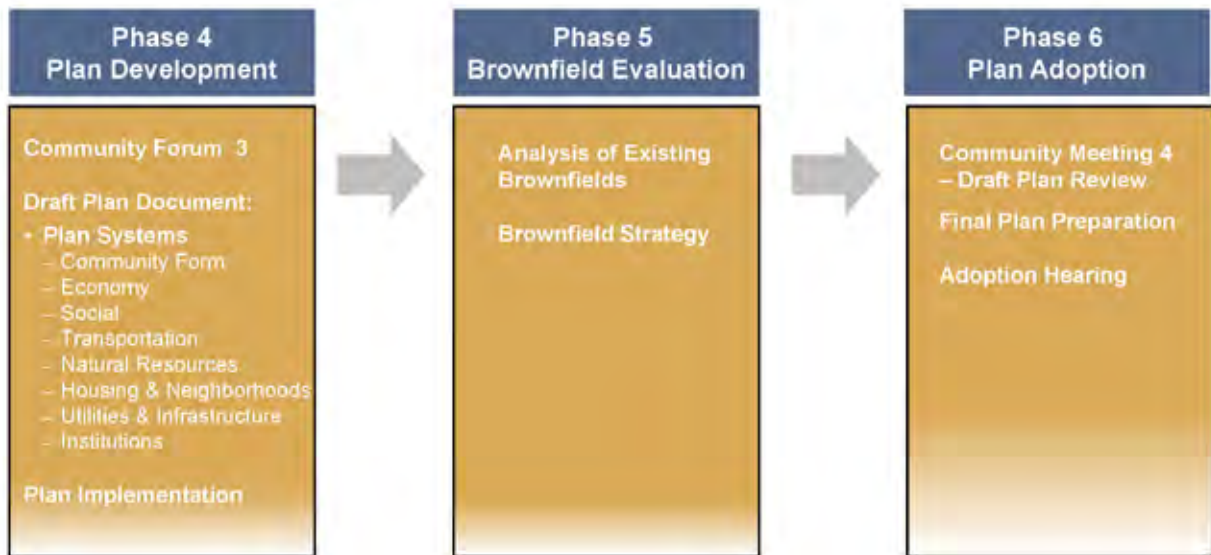 Phase 4
Plan Development
Community Forum 3
Draft Plan Document:
• Plan Systems
– Community Form
– Economy
– Social
– Transportation
– Natural Resources
– Housing & Neighborhoods
– Utilities & Infrastructure
– Institutions
Plan Implementation
Phase 5
Brownfield Evaluation
Analysis of Existing
Brownfields
Brownfield Strategy
Phase 6
Plan Adoption
Community Meeting 4
– Draft Plan Review
Final Plan Preparation
Adoption Hearing